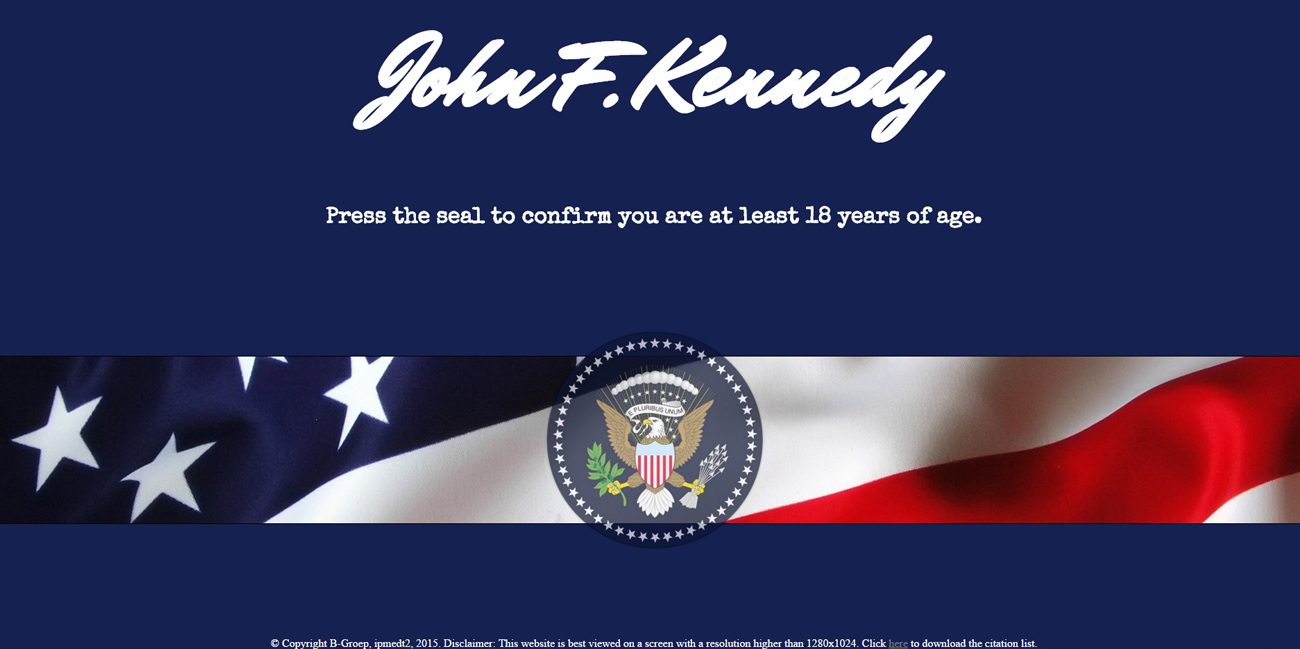 John F. Kennedy
Press the seal to confirm you are at least 18 years of age.
E PLURIBUS UNUM
© Copyright B-Groep, ipmedt2, 2015. Disclaimer: This website is best viewed on a screen with a resolution higher than 1280x1024. Click here to download the citation list.